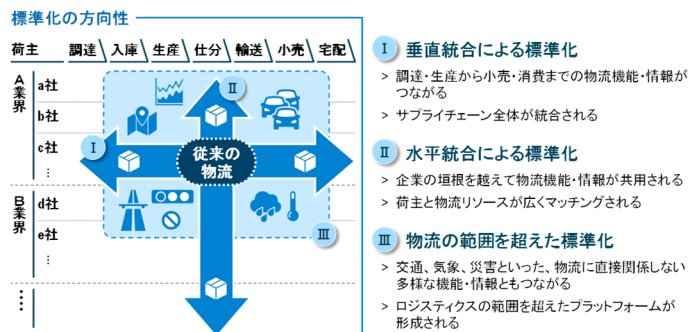 標準化の方向性
荷主 調達 入庫 生産 仕分 輸送 小売 宅配
A業界
a社
b社
c社
⋮
B業界
d社
e社
⋮
⋮
Ⅰ
Ⅱ
Ⅲ
従来の
物流
Ⅰ 垂直統合による標準化
> 調達・生産から小売・消費までの物流機能・情報が
つながる
> サプライチェーン全体が統合される
Ⅱ 水平統合による標準化
> 企業の垣根を越えて物流機能・情報が共用される
> 荷主と物流リソースが広くマッチングされる
Ⅲ 物流の範囲を超えた標準化
> 交通、気象、災害といった、物流に直接関係しない
多様な機能・情報ともつながる
> ロジスティクスの範囲を超えたプラットフォームが
形成される